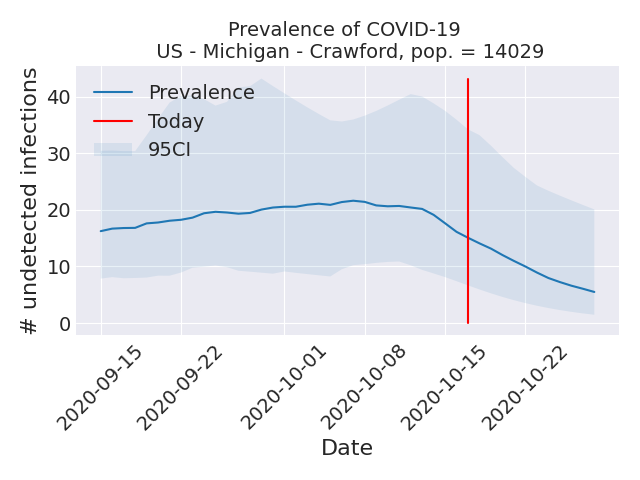 Prevalence of COVID-19
US - Michigan - Crawford, pop. = 14029
# undetected infections
40
30
20
10
0
Prevalence
Today
95CI
2020-09-15
2020-09-22
2020-10-01
2020-10-08
2020-10-15
2020-10-22
Date